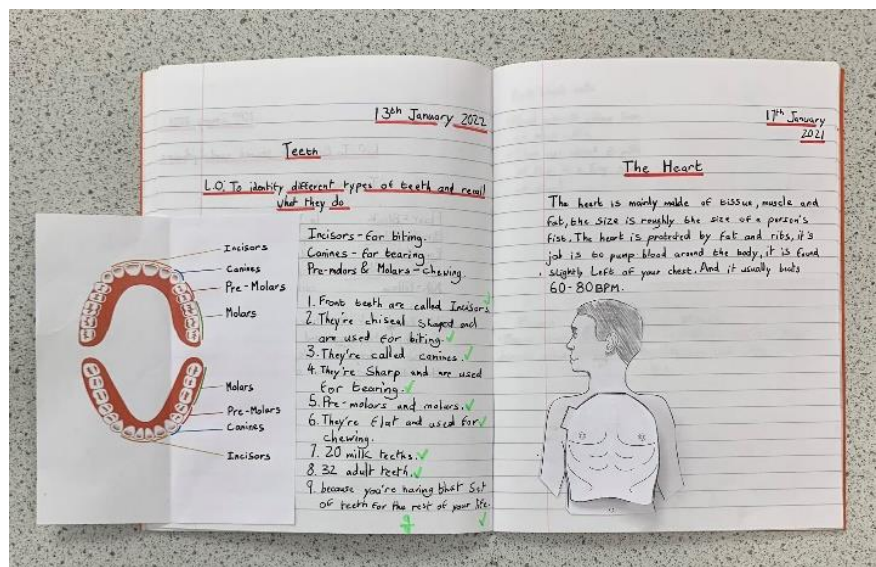 13th January 2022
Teeth
L.O. To identity different types of teeth and recall
what they do
Incisors - for biting.
Canines - for tearing
Pre-molars & Molars - chewing.
1. Front teeth are called Incisors
2. They're chiseal shaped and
are used for biting.
3. They're called canines.
4. They're Sharp and are used
for tearing.
5. Pre-molars and molars.
6. They're flat and used for
chewing.
7. 20 milk teeths.
8. 32 adult teeth.
9. because you're having that set
of teeth for the rest of your life.
9
Incisors
Canines
Pre-Molars
Molars
Molars
Pre-Molars
Canines
Incisors
17th January
2021
The Heart
The heart is mainly made of tissue, muscle and
fat, the size is roughly the size of a person's
fist. The heart is protected by fat and ribs, it's
job is to pump blood around the body, it is found
slightly left of your chest. And it usually beats
60-80 BPM.